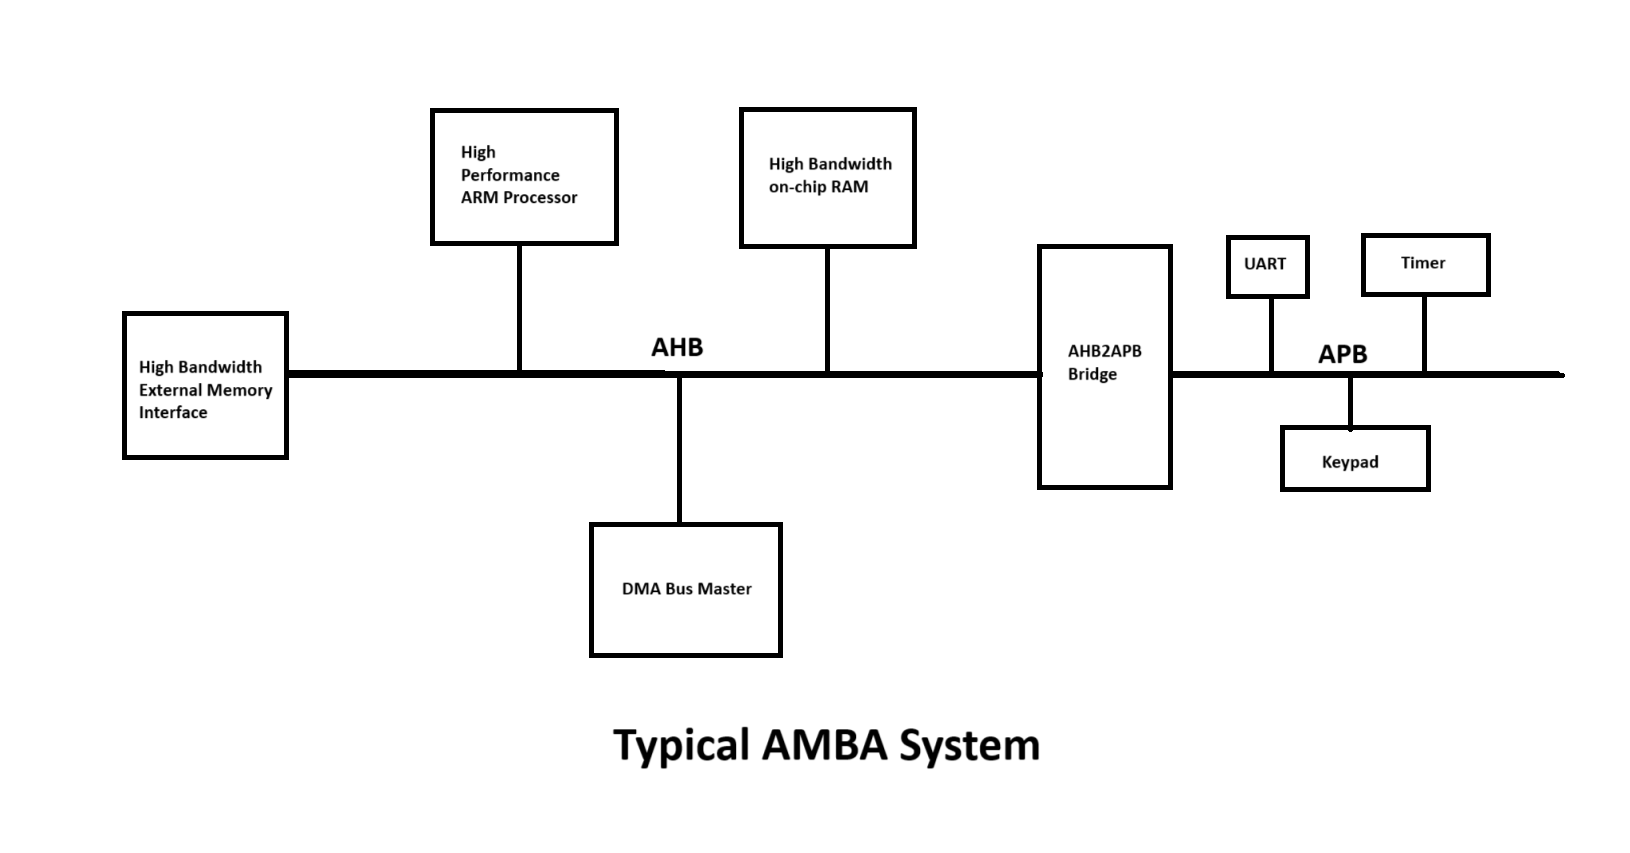 High
Performance
ARM Processor
High Bandwidth
on-chip RAM
UART
Timer
AHB
APB
High Bandwidth
External Memory
Interface
AHB2APB
Bridge
Keypad
DMA Bus Master
Typical AMBA System